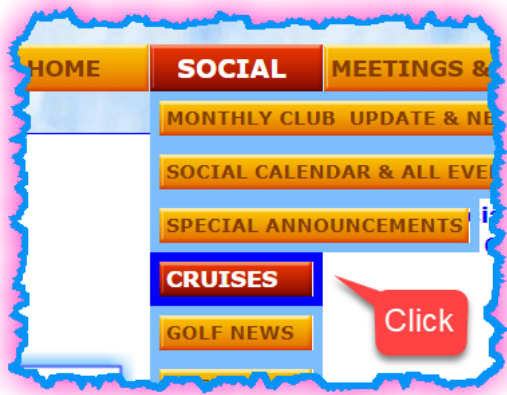 HOME SOCIAL MEETINGS &
MONTHLY CLUB UPDATE & NE
SOCIAL CALENDAR & ALL EVE
SPECIAL ANNOUNCEMENTS
CRUISES
Click
GOLF NEWS